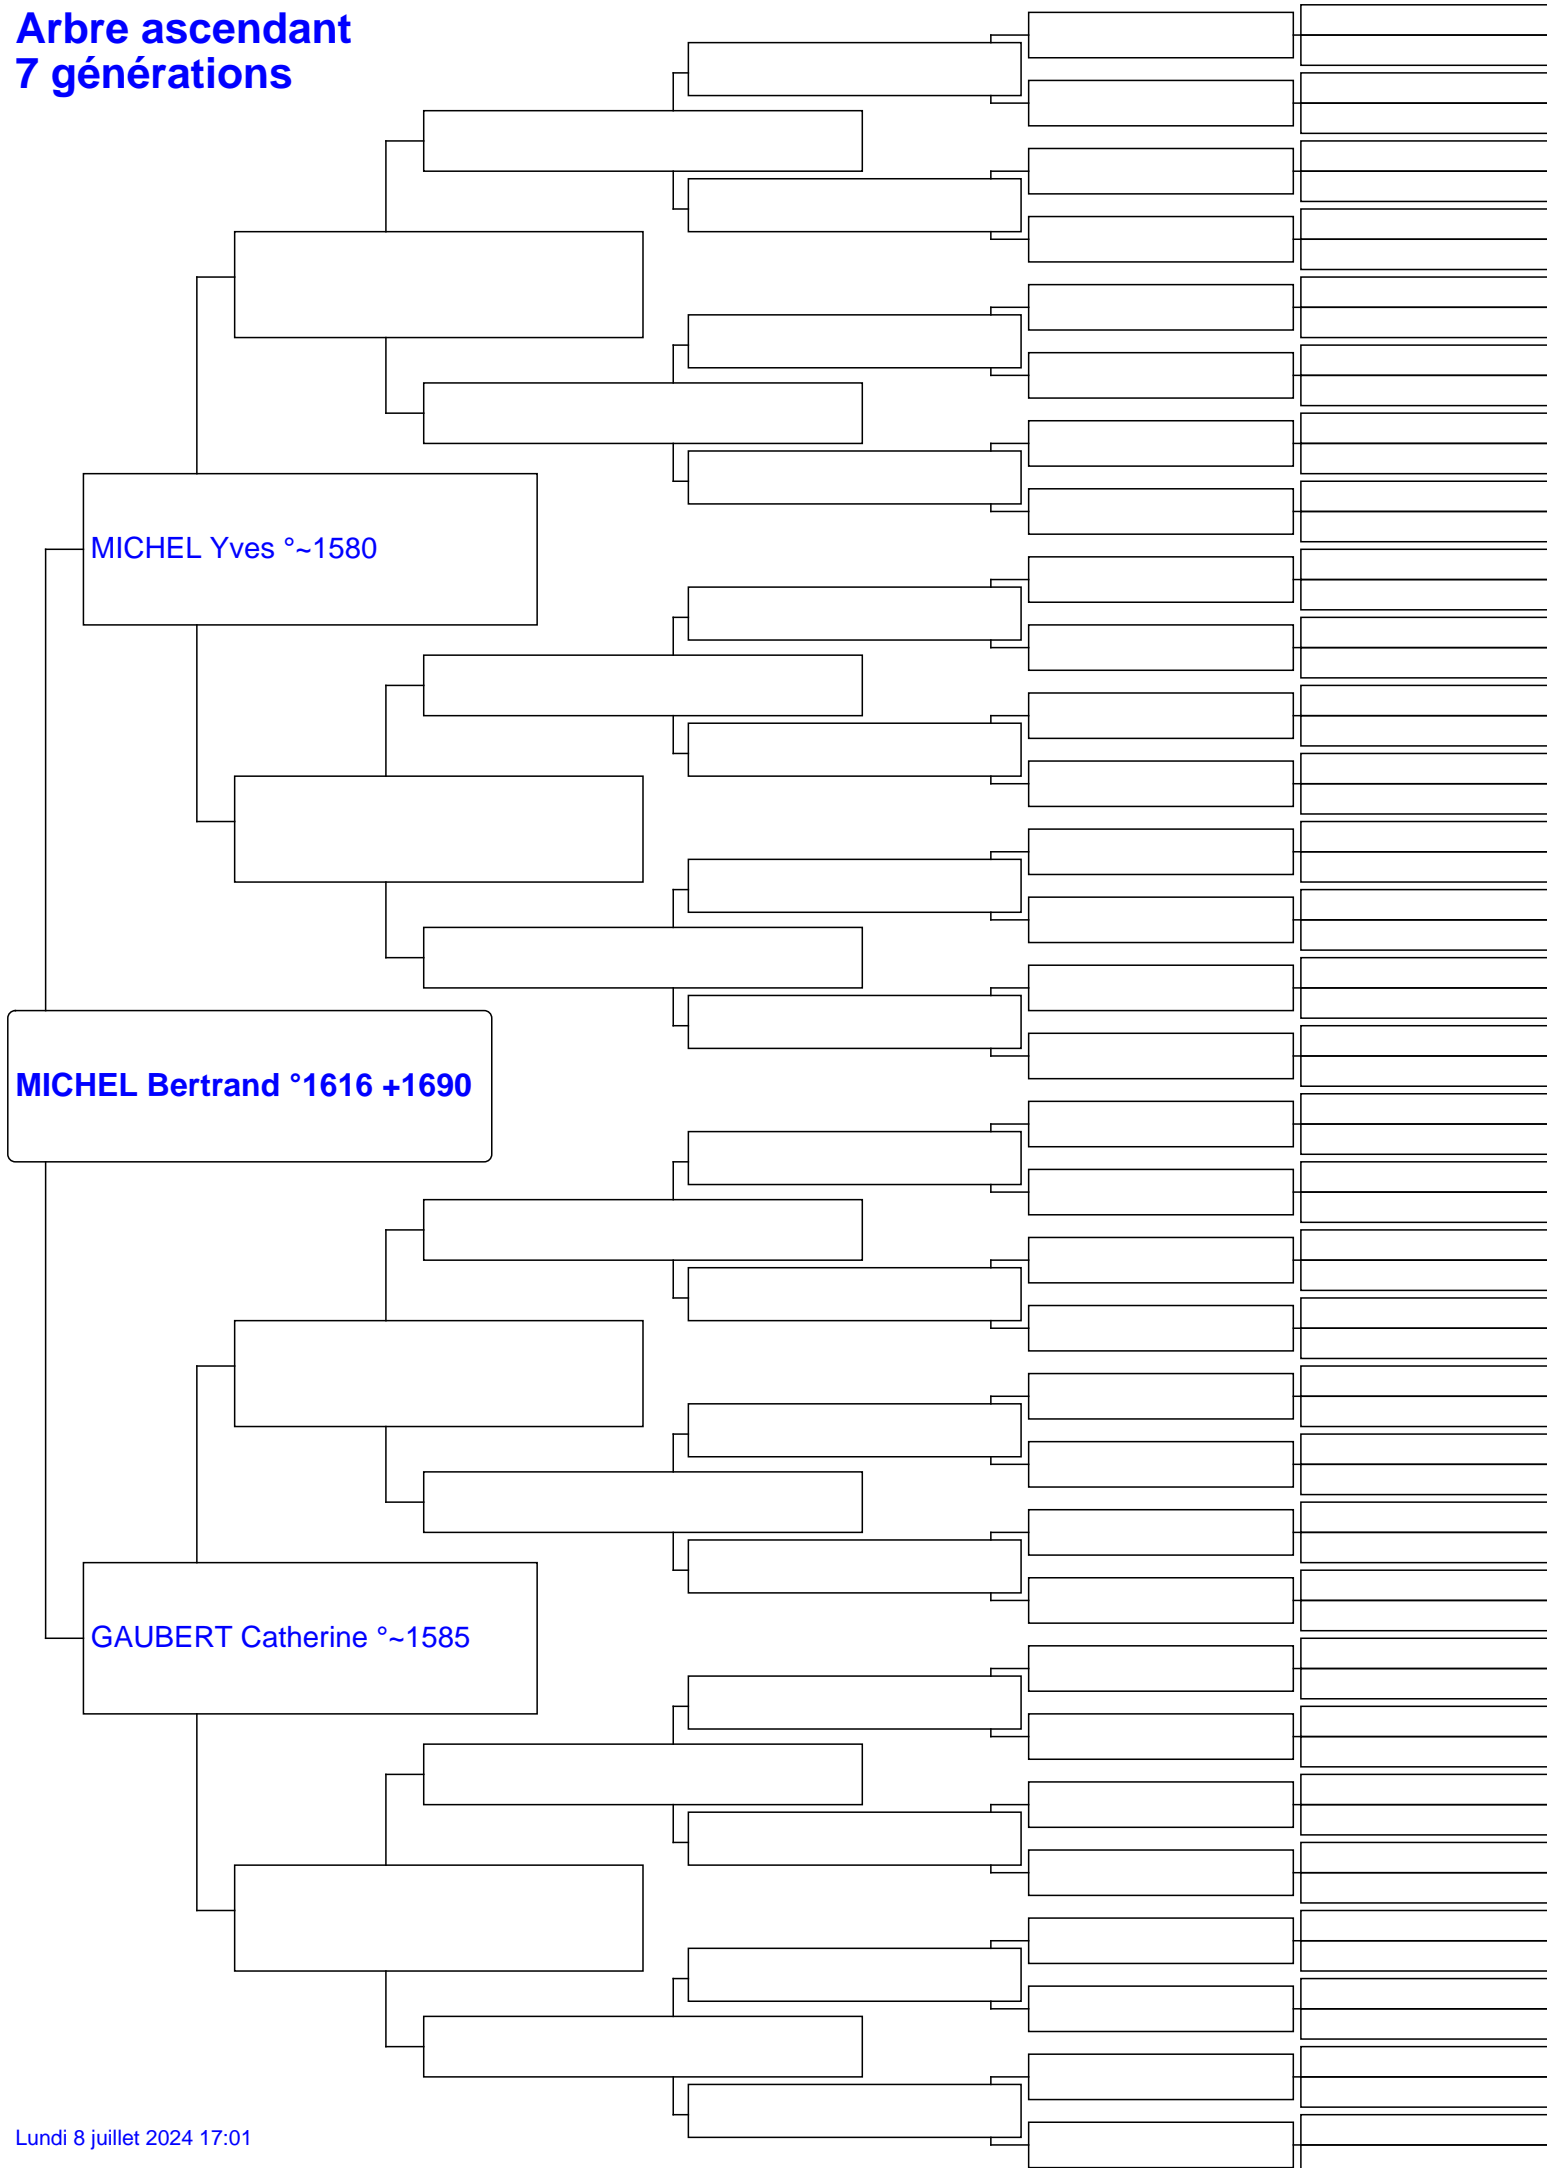 Arbre ascendant
7 générations
MICHEL Yves °~1580
MICHEL Bertrand °1616 +1690
GAUBERT Catherine °~1585
Lundi 8 juillet 2024 17:01